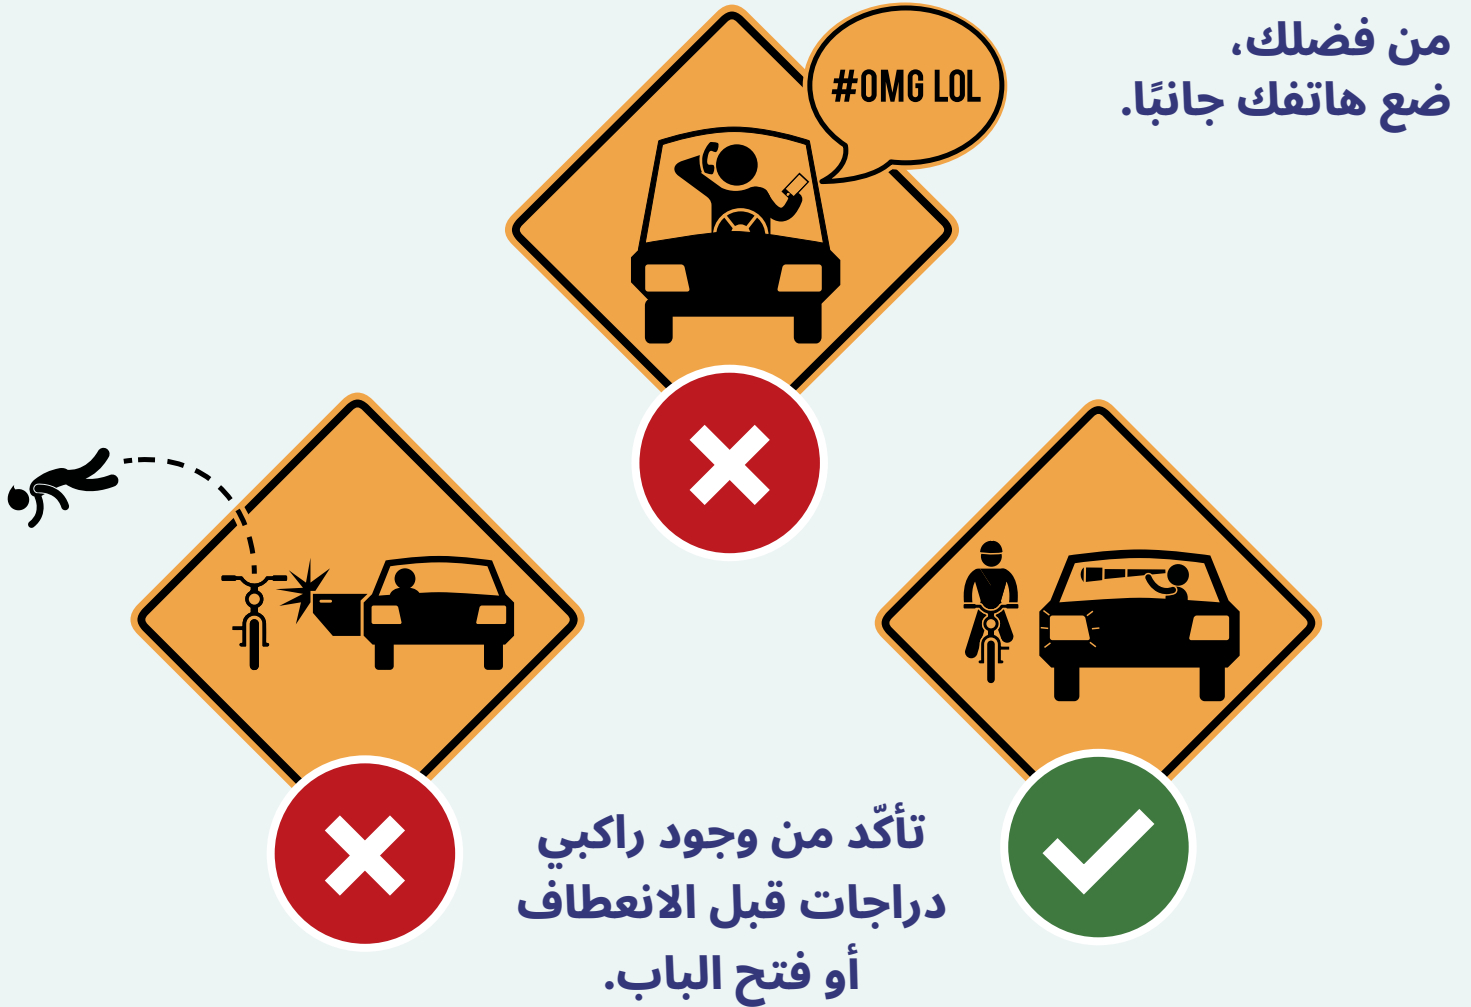 من فضلك،
ضع هاتفك جانبًا.
#OMG LOL
تأكّد من وجود راكبي
دراجات قبل الانعطاف
أو فتح الباب.